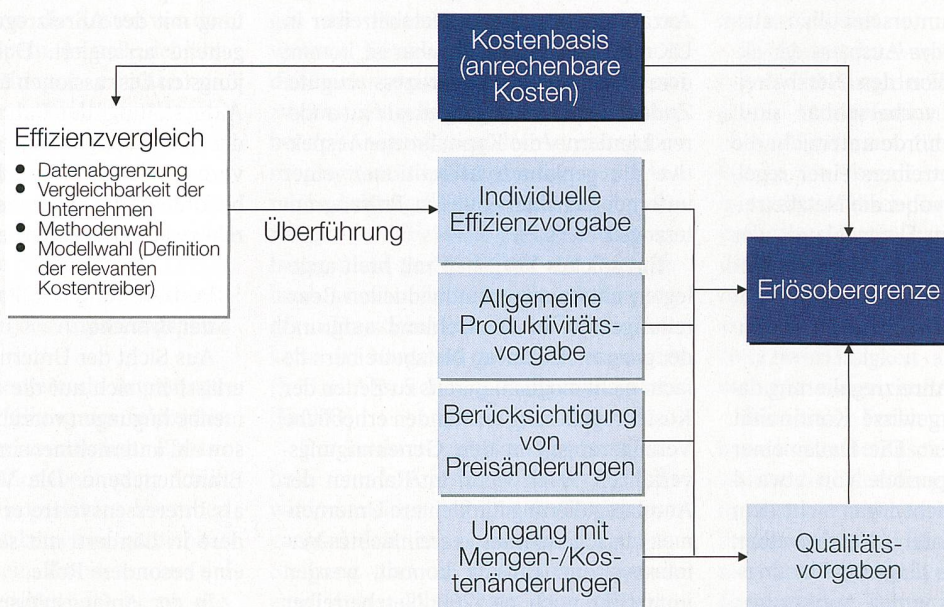 Kostenbasis
(anrechenbare
Kosten)
Effizienzvergleich
● Datenabgrenzung
● Vergleichbarkeit der
Unternehmen
● Methodenwahl
● Modellwahl (Definition
der relevanten
Kostentreiber)
Überführung
Individuelle
Effizienzvorgabe
Allgemeine
Produktivitäts-
vorgabe
Berücksichtigung
von
Preisänderungen
Umgang mit
Mengen-/Kos-
tenänderungen
Erlösobergrenze
Qualitäts-
vorgaben